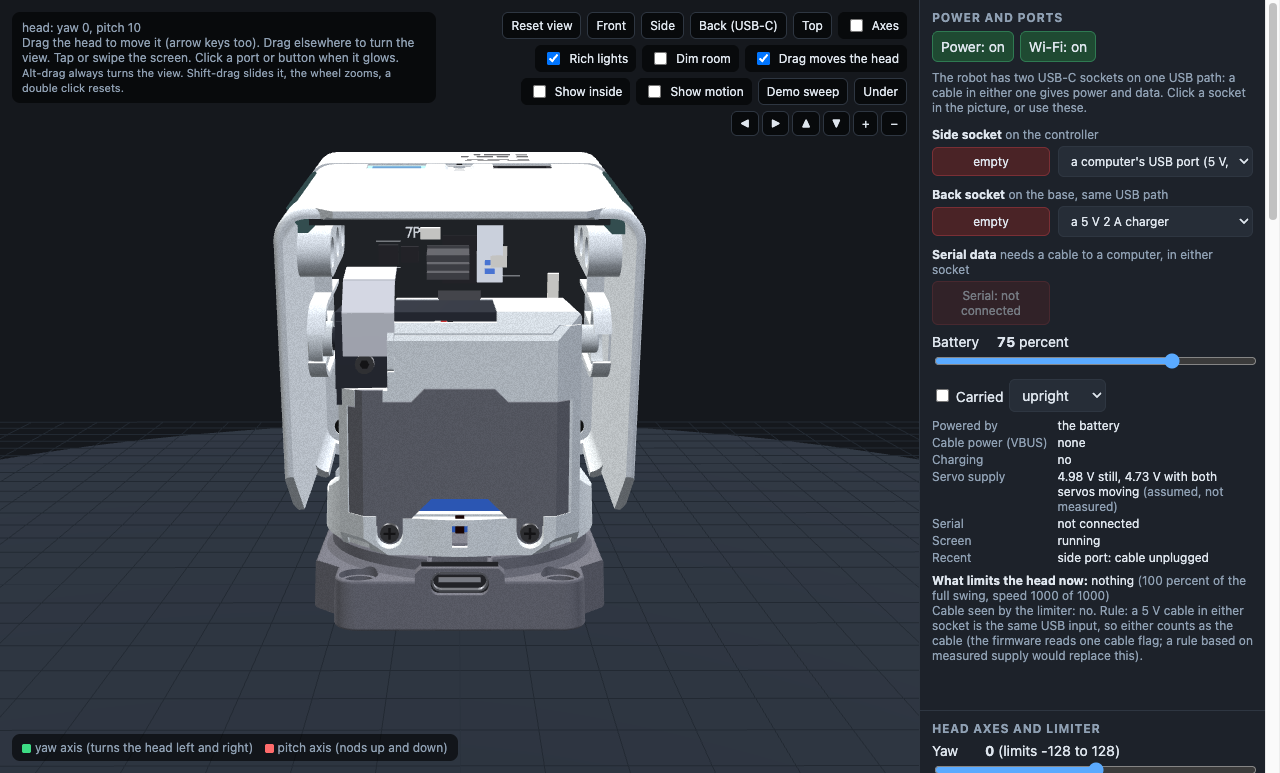 head: yaw 0, pitch 10
Drag the head to move it (arrow keys too). Drag elsewhere to turn the
view. Tap or swipe the screen. Click a port or button when it glows.
Alt-drag always turns the view. Shift-drag slides it, the wheel zooms, a
double click resets.
Reset view Front Side Back (USB-C) Top Axes
Rich lights Dim room Drag moves the head
Show inside Show motion Demo sweep Under
◄ ► ▲ ▼ + −
7P
yaw axis (turns the head left and right) pitch axis (nods up and down)
POWER AND PORTS
Power: on Wi-Fi: on
The robot has two USB-C sockets on one USB path: a
cable in either one gives power and data. Click a socket
in the picture, or use these.
Side socket on the controller
empty a computer's USB port (5 V,
Back socket on the base, same USB path
empty a 5 V 2 A charger
Serial data needs a cable to a computer, in either
socket
Serial: not
connected
Battery 75 percent
Carried upright
Powered by the battery
Cable power (VBUS) none
Charging no
Servo supply 4.98 V still, 4.73 V with both
servos moving (assumed, not
measured)
Serial not connected
Screen running
Recent side port: cable unplugged
What limits the head now: nothing (100 percent of the
full swing, speed 1000 of 1000)
Cable seen by the limiter: no. Rule: a 5 V cable in either
socket is the same USB input, so either counts as the
cable (the firmware reads one cable flag; a rule based on
measured supply would replace this).
HEAD AXES AND LIMITER
Yaw 0 (limits -128 to 128)